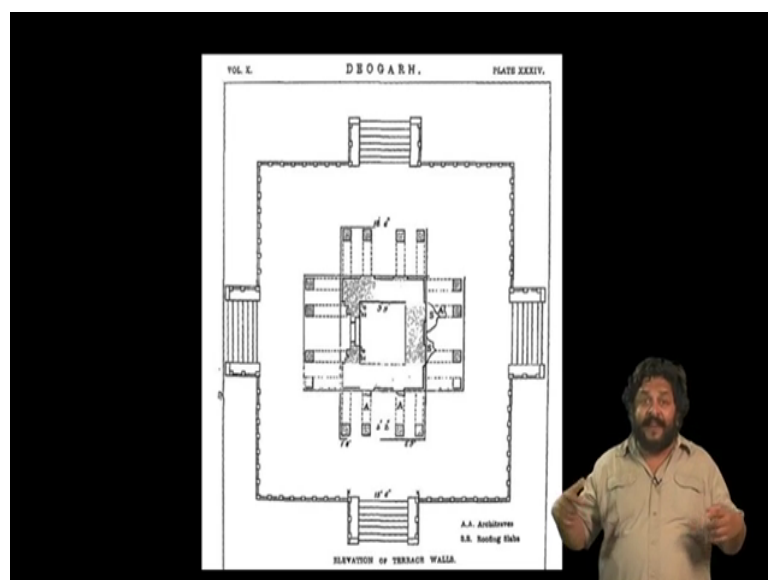 VOL. X. DEOGARH. PLATE XXXIV.
A
A
A.A. Architraves
S.S. Roofing Slabs
ELEVATION OF TERRACE WALLS.